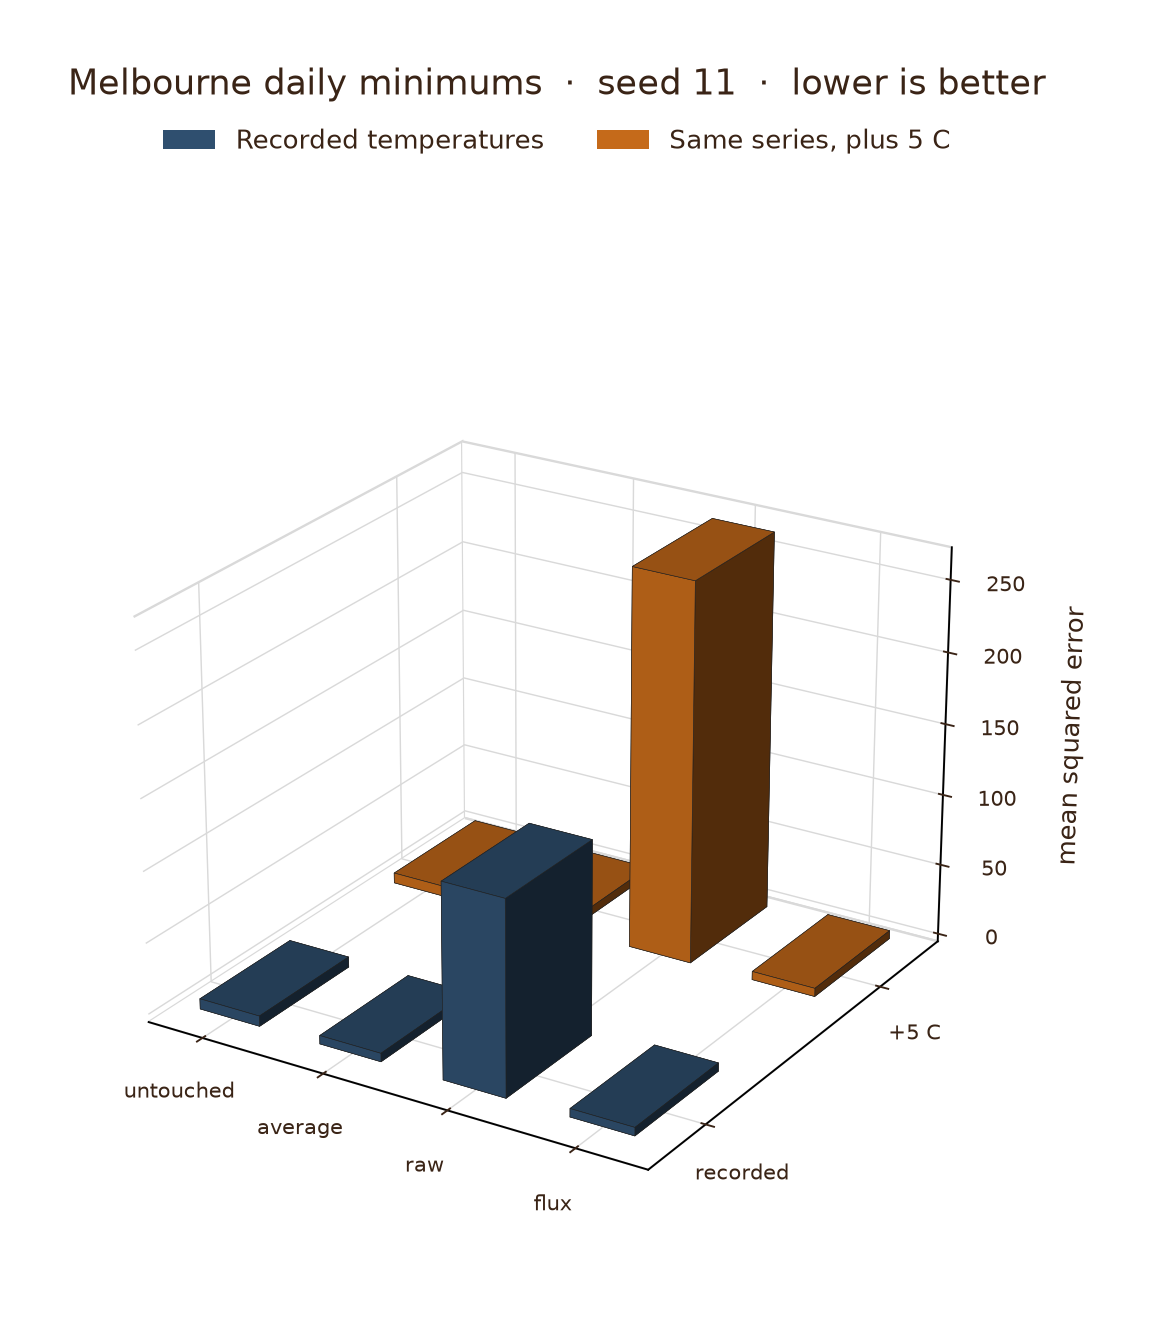 Melbourne daily minimums · seed 11 · lower is better
Recorded temperatures
Same series, plus 5 C
250
200
150
100
50
0
mean squared error
+5 C
recorded
untouched
average
raw
flux